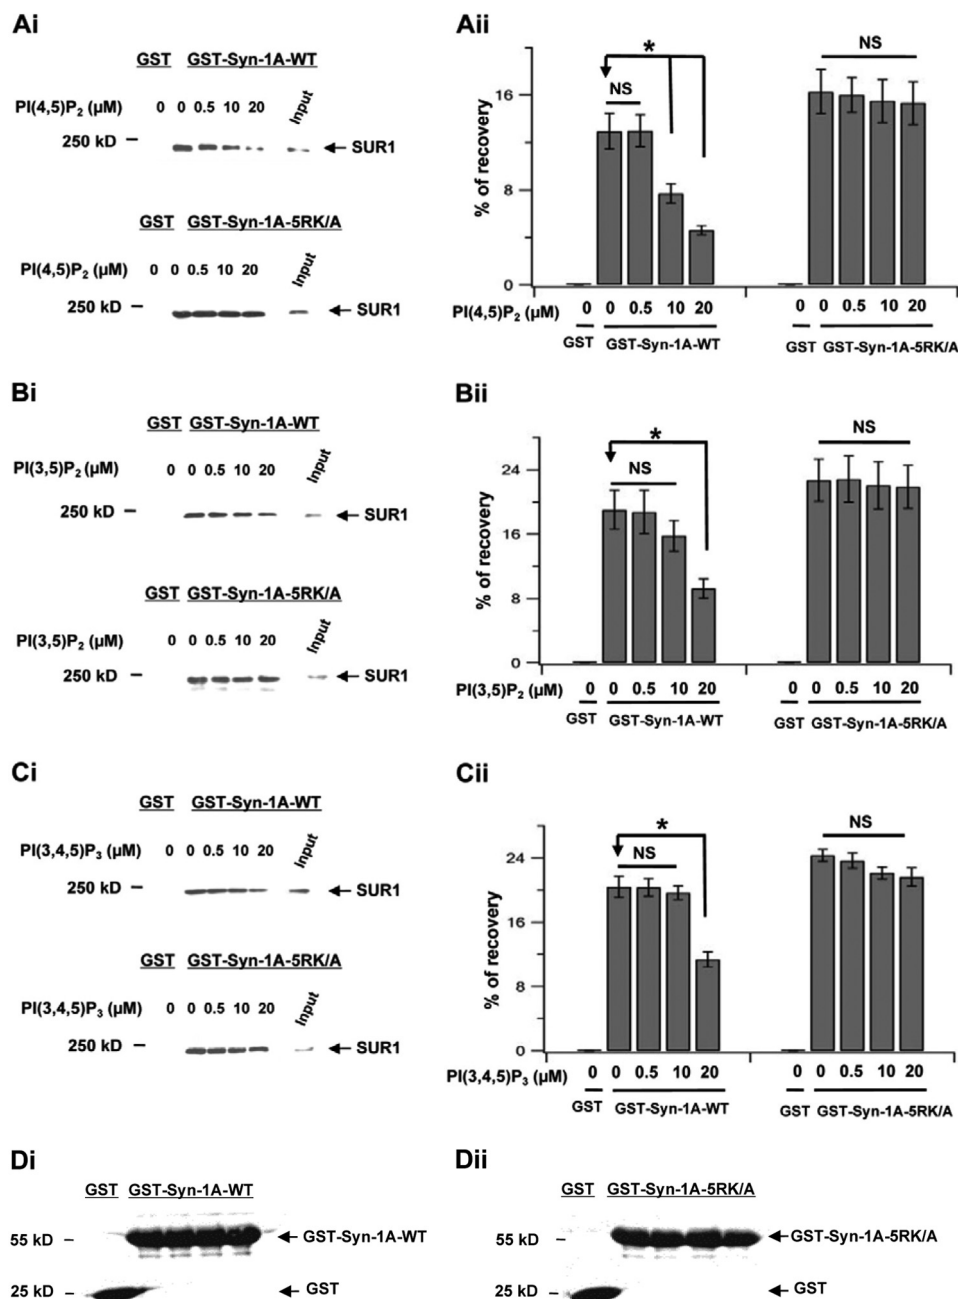 Ai
GST GST-Syn-1A-WT
PI(4,5)P₂ (µM) 0 0 0.5 10 20 Input
250 kD
SUR1
GST GST-Syn-1A-5RK/A
PI(4,5)P₂ (µM) 0 0 0.5 10 20 Input
250 kD
SUR1
Aii
*
NS
NS
% of recovery
16
8
0
PI(4,5)P₂ (µM) 0 0 0.5 10 20 0 0 0.5 10 20
GST GST-Syn-1A-WT GST GST-Syn-1A-5RK/A
Bi
GST GST-Syn-1A-WT
PI(3,5)P₂ (µM) 0 0 0.5 10 20 Input
250 kD
SUR1
GST GST-Syn-1A-5RK/A
PI(3,5)P₂ (µM) 0 0 0.5 10 20 Input
250 kD
SUR1
Bii
*
NS
NS
% of recovery
24
16
8
0
PI(3,5)P₂ (µM) 0 0 0.5 10 20 0 0 0.5 10 20
GST GST-Syn-1A-WT GST GST-Syn-1A-5RK/A
Ci
GST GST-Syn-1A-WT
PI(3,4,5)P₃ (µM) 0 0 0.5 10 20 Input
250 kD
SUR1
GST GST-Syn-1A-5RK/A
PI(3,4,5)P₃ (µM) 0 0 0.5 10 20 Input
250 kD
SUR1
Cii
*
NS
NS
% of recovery
24
16
8
0
PI(3,4,5)P₃ (µM) 0 0 0.5 10 20 0 0 0.5 10 20
GST GST-Syn-1A-WT GST GST-Syn-1A-5RK/A
Di
GST GST-Syn-1A-WT
55 kD
GST-Syn-1A-WT
25 kD
GST
Dii
GST GST-Syn-1A-5RK/A
55 kD
GST-Syn-1A-5RK/A
25 kD
GST